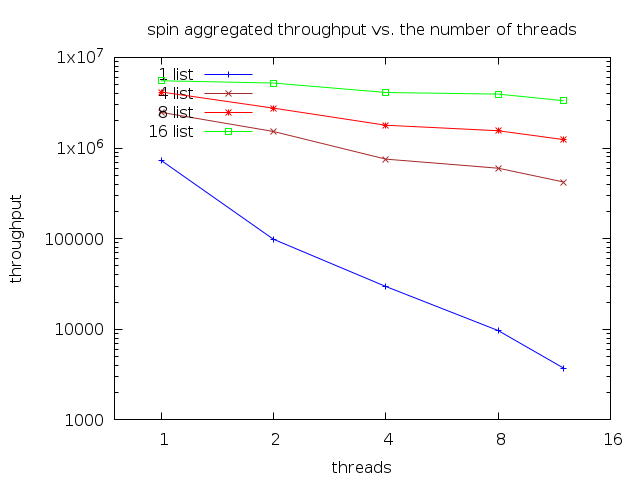 spin aggregated throughput vs. the number of threads
1x10^7
1x10^6
100000
10000
1000
throughput
1 list
4 list
8 list
16 list
1 2 4 8 16
threads